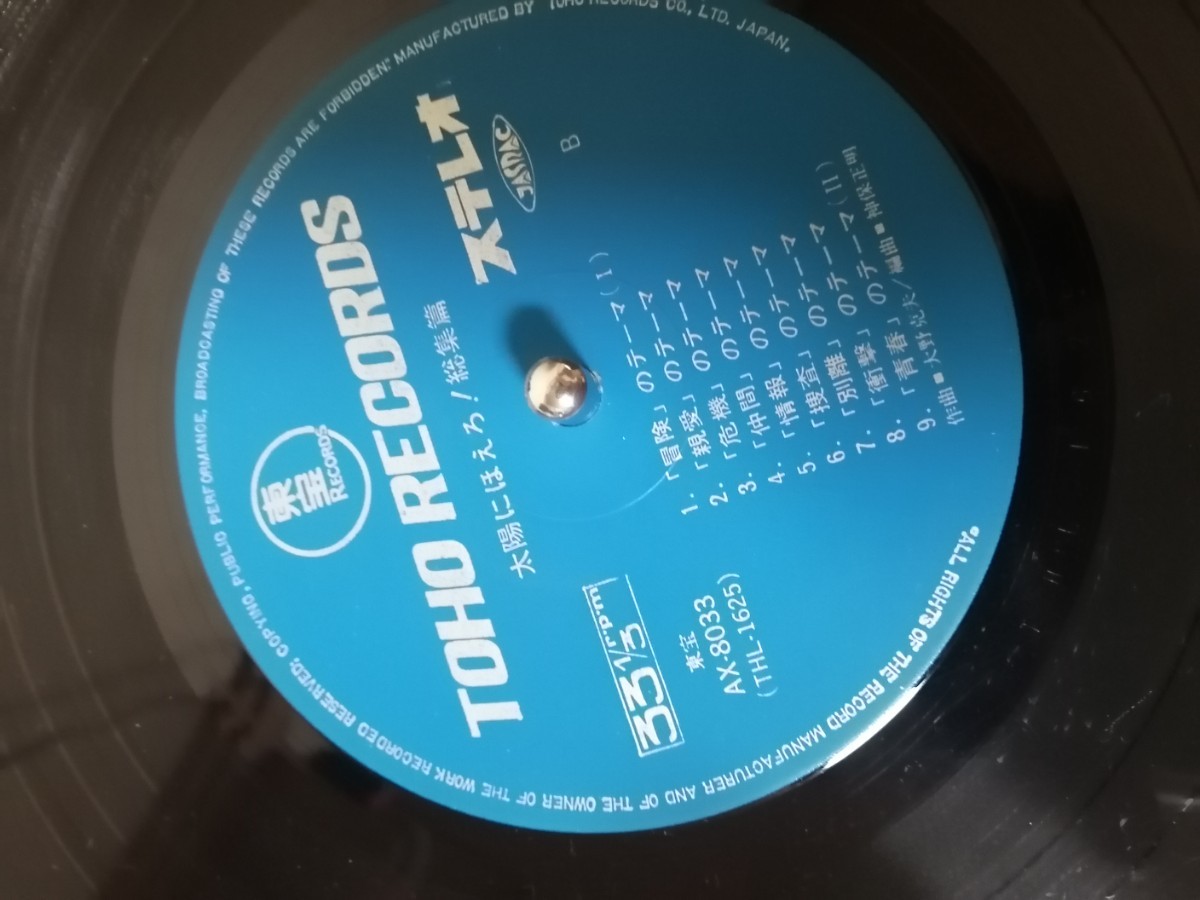 東宝
RECORDS
TOHO RECORDS
太陽にほえろ!総集篇
ステレオ
JASRAC
B
33⅓ r.p.m.
東宝
AX-8033
(THL-1625)
1.「冒険」のテーマ(I)
2.「親愛」のテーマ
3.「危機」のテーマ
4.「仲間」のテーマ
5.「情報」のテーマ
6.「捜査」のテーマ
7.「別離」のテーマ
8.「衝撃」のテーマ
9.「青春」のテーマ(II)
作曲■大野克夫/編曲■神保正明
ALL RIGHTS OF THE RECORD MANUFACTURER AND OF THE OWNER OF THE WORK RECORDED RESERVED; COPYING, PUBLIC PERFORMANCE, BROADCASTING OF THESE RECORDS ARE FORBIDDEN: MANUFACTURED BY TOHO RECORDS CO., LTD. JAPAN.